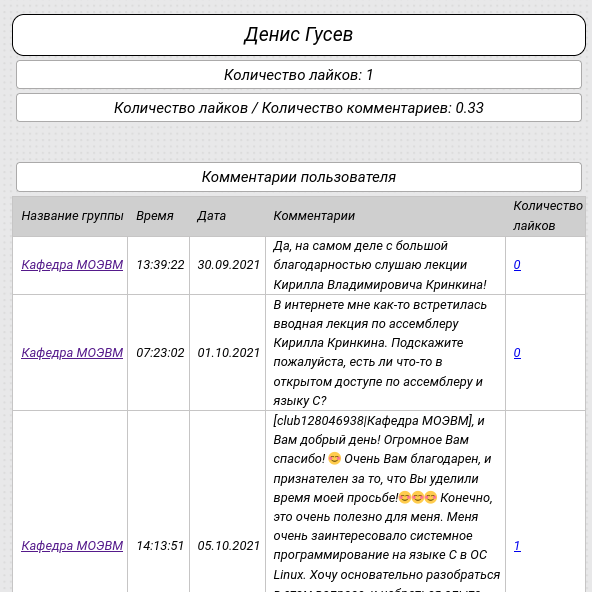 Денис Гусев
Количество лайков: 1
Количество лайков / Количество комментариев: 0.33
Комментарии пользователя
Название группы Время Дата Комментарии Количество лайков
Кафедра МОЭВМ 13:39:22 30.09.2021
Да, на самом деле с большой
благодарностью слушаю лекции
Кирилла Владимировича Кринкина!
0
Кафедра МОЭВМ 07:23:02 01.10.2021
В интернете мне как-то встретилась
вводная лекция по ассемблеру
Кирилла Кринкина. Подскажите
пожалуйста, есть ли что-то в
открытом доступе по ассемблеру и
языку С?
0
Кафедра МОЭВМ 14:13:51 05.10.2021
[club128046938|Кафедра МОЭВМ], и
Вам добрый день! Огромное Вам
спасибо! 😊 Очень Вам благодарен, и
признателен за то, что Вы уделили
время моей просьбе!😊😊😊 Конечно,
это очень полезно для меня. Меня
очень заинтересовало системное
программирование на языке С в ОС
Linux. Хочу основательно разобраться
1